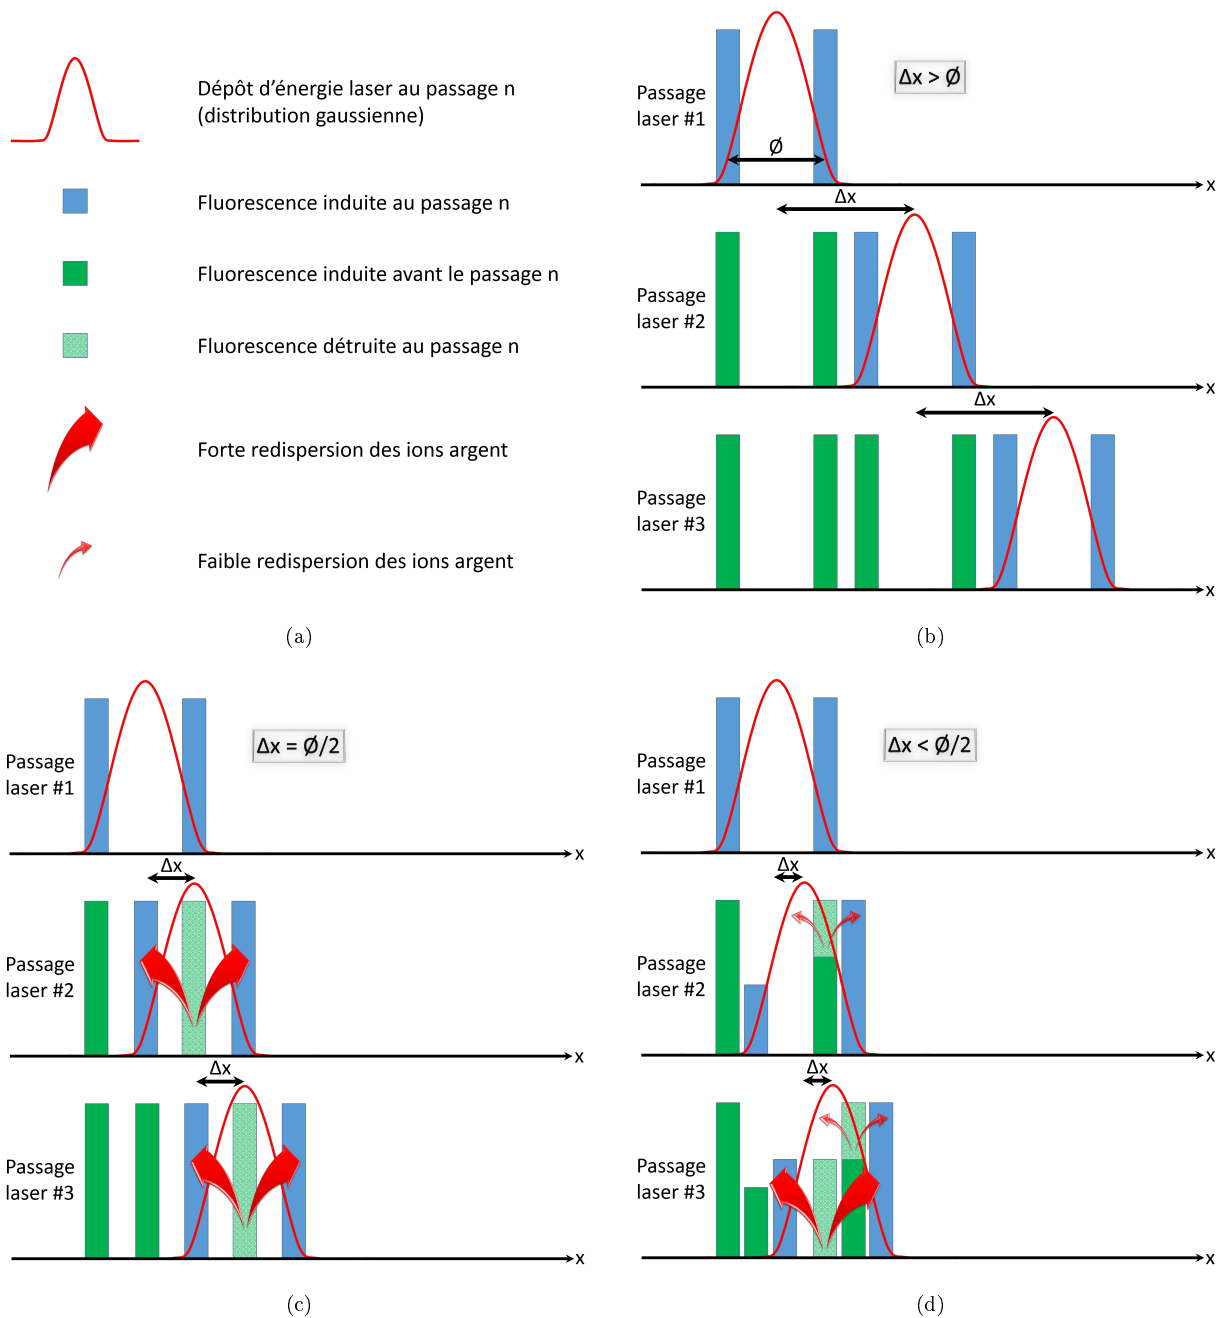 Dépôt d'énergie laser au passage n
(distribution gaussienne)
Fluorescence induite au passage n
Fluorescence induite avant le passage n
Fluorescence détruite au passage n
Forte redispersion des ions argent
Faible redispersion des ions argent
(a)
Δx > Ø
Passage
laser #1
Ø
x
Δx
Passage
laser #2
x
Δx
Passage
laser #3
x
(b)
Δx = Ø/2
Passage
laser #1
x
Δx
Passage
laser #2
x
Δx
Passage
laser #3
x
(c)
Δx < Ø/2
Passage
laser #1
x
Δx
Passage
laser #2
x
Δx
Passage
laser #3
x
(d)